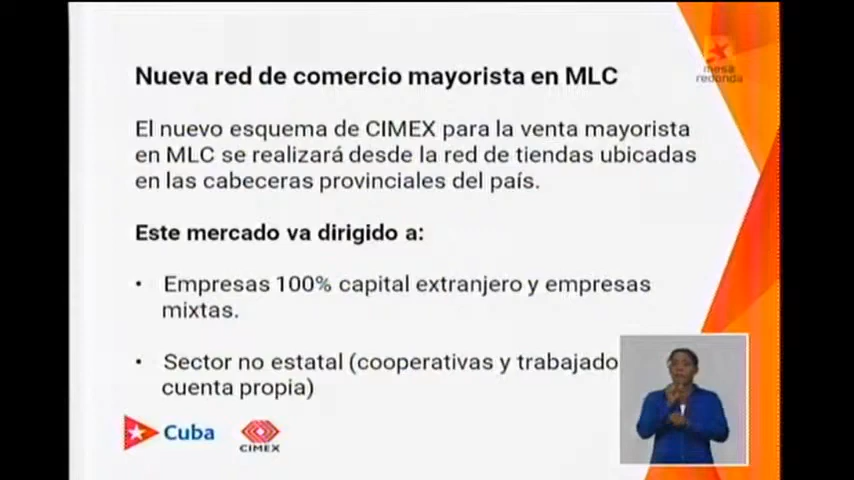 mesa
redonda
Nueva red de comercio mayorista en MLC
El nuevo esquema de CIMEX para la venta mayorista
en MLC se realizará desde la red de tiendas ubicadas
en las cabeceras provinciales del país.
Este mercado va dirigido a:
• Empresas 100% capital extranjero y empresas
mixtas.
• Sector no estatal (cooperativas y trabajado
cuenta propia)
Cuba
CIMEX